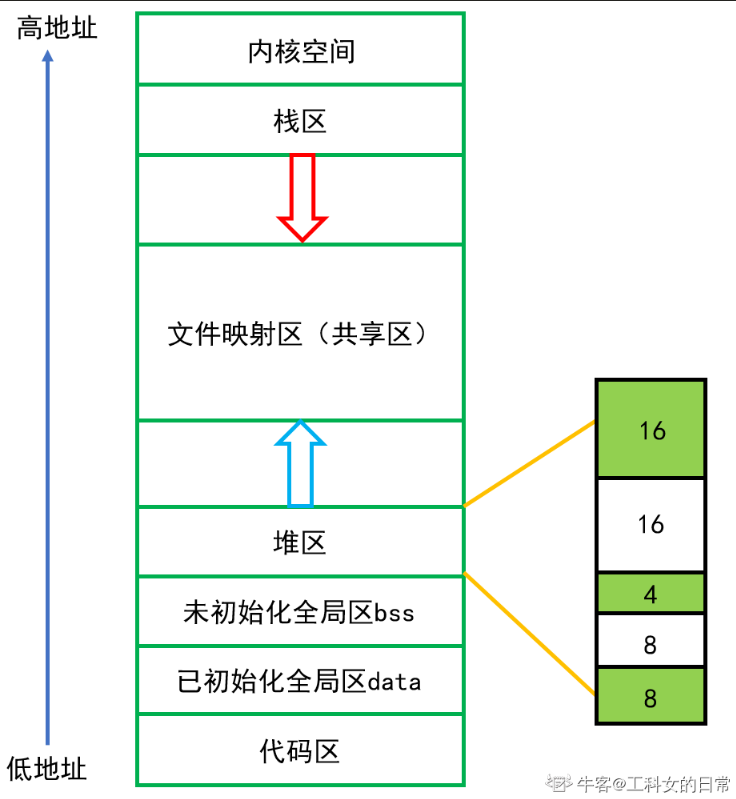 高地址
内核空间
栈区
文件映射区（共享区）
堆区
未初始化全局区bss
已初始化全局区data
代码区
低地址
16
16
4
8
8
牛客@工科女的日常